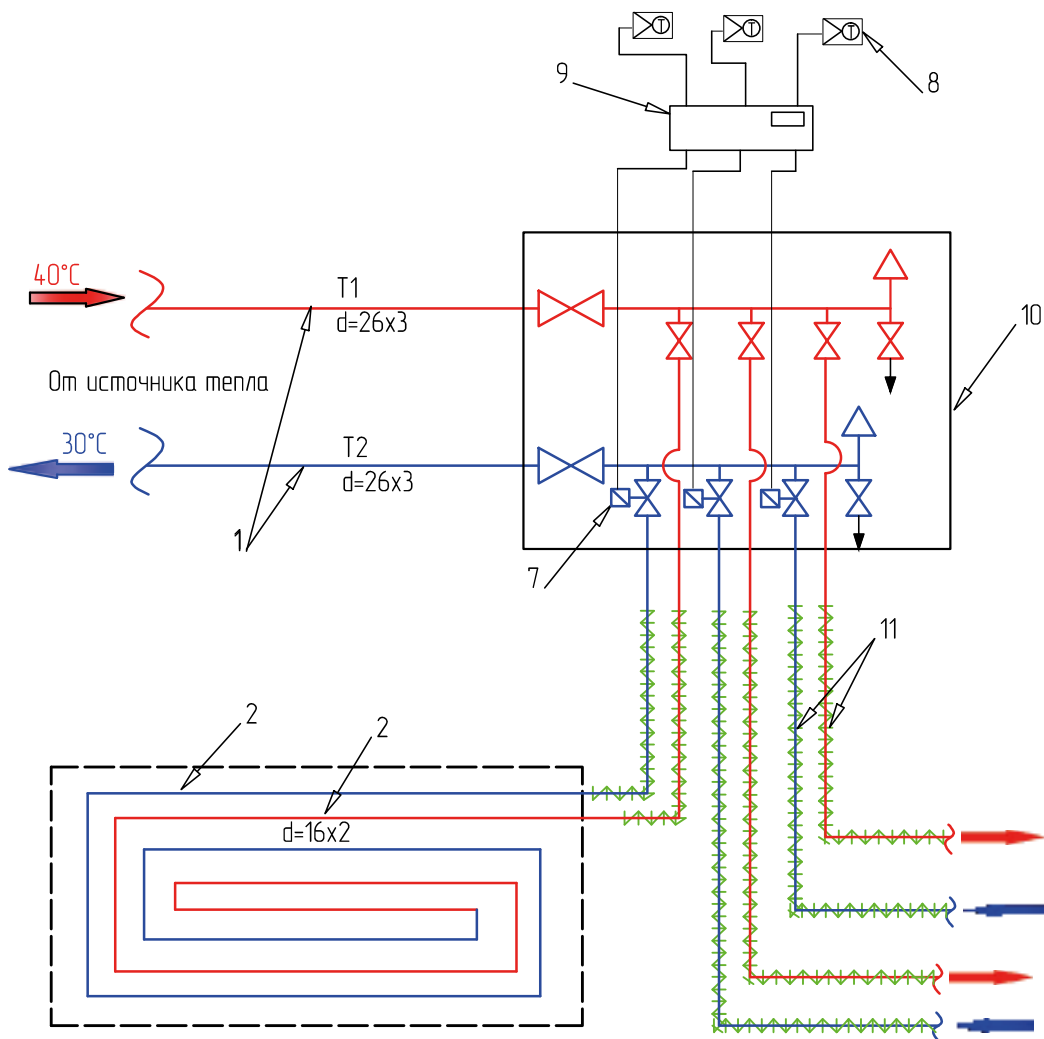 T
T
T
9
8
40°C
T1
d=26x3
10
От источника тепла
30°C
T2
d=26x3
1
7
11
2
2
d=16x2